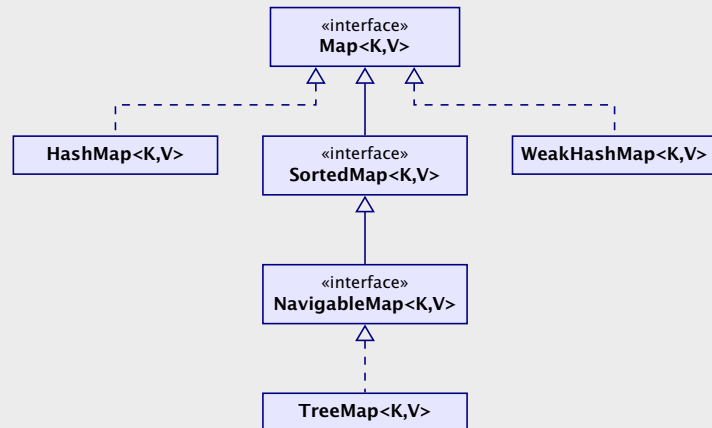 «interface»
Map<K,V>
HashMap<K,V>
«interface»
SortedMap<K,V>
WeakHashMap<K,V>
«interface»
NavigableMap<K,V>
TreeMap<K,V>